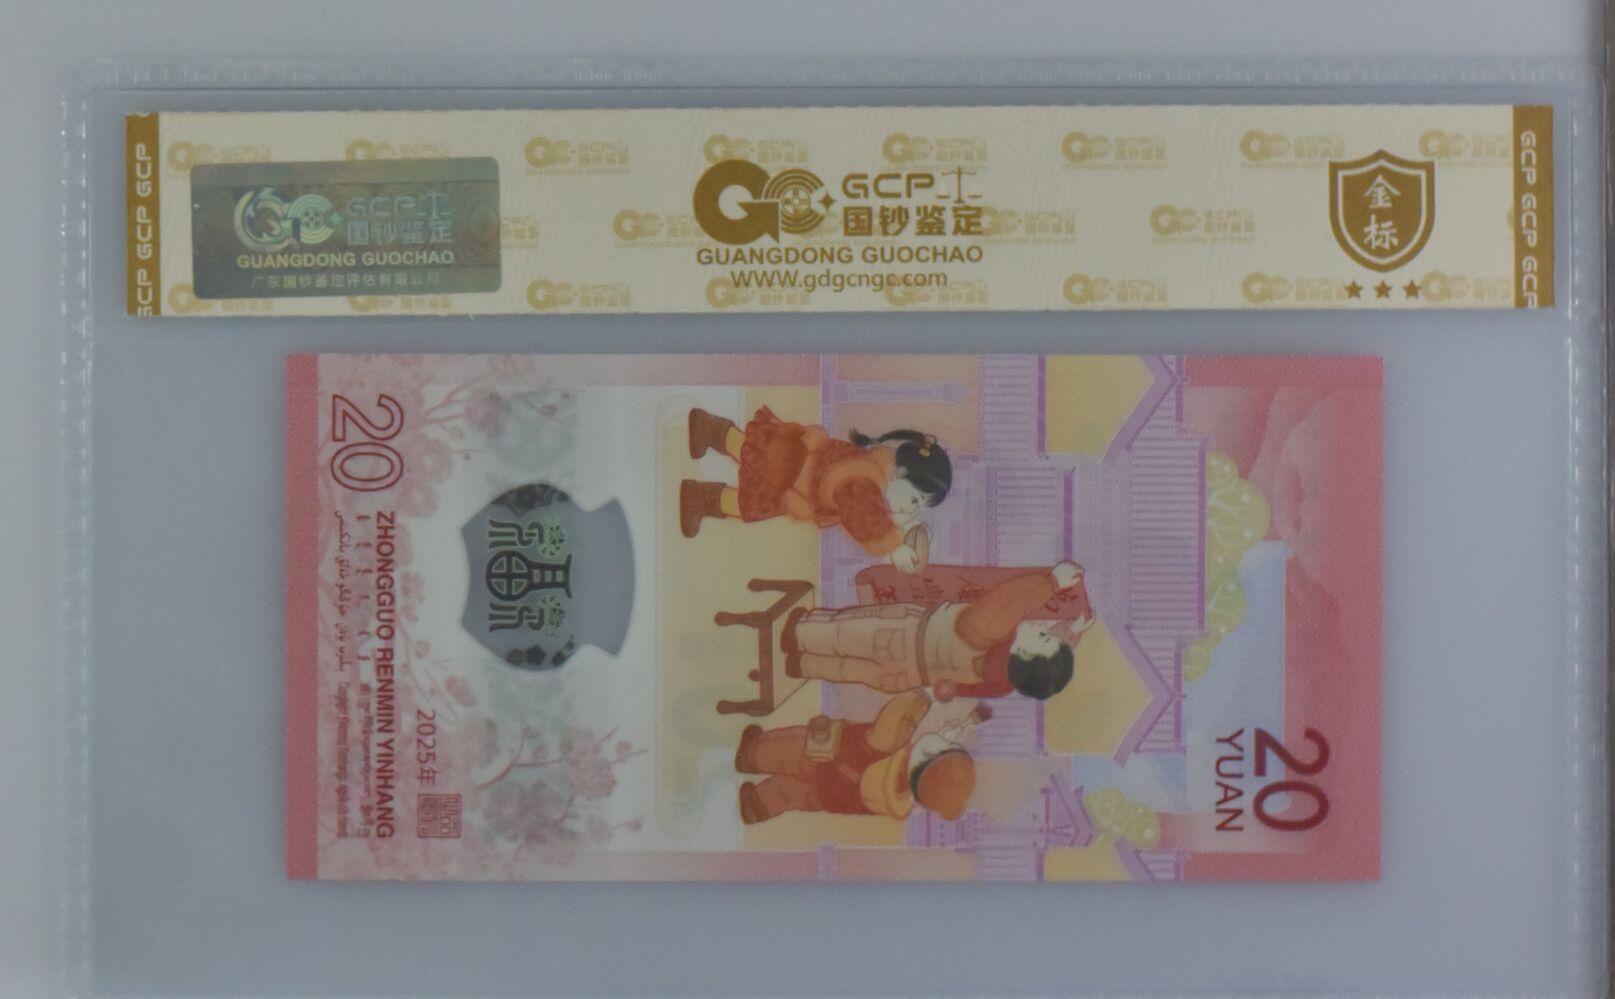 GCP GCP GCP
GCP
国钞鉴定
GUANGDONG GUOCHAO
广东国钞鉴定评估有限公司
GCP
国钞鉴定
GUANGDONG GUOCHAO
WWW.gdgcngc.com
金标
GCP GCP GCP
20
ZHONGGUO RENMIN YINHANG
2025年
20
YUAN